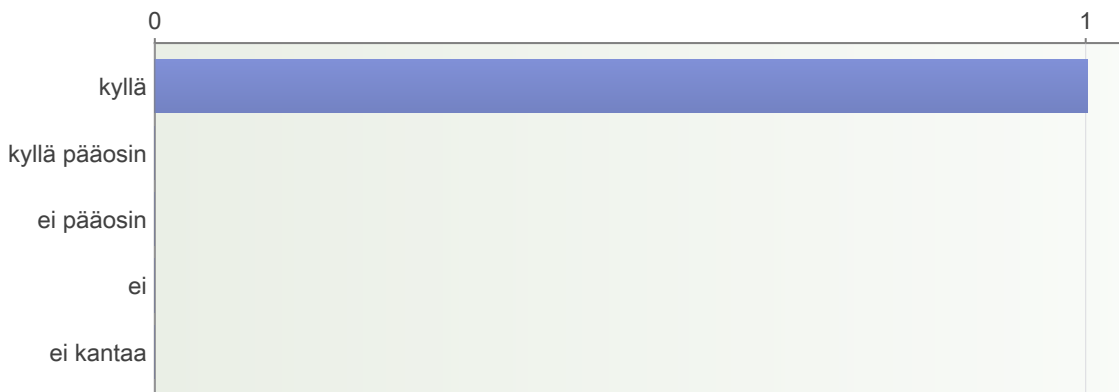 0 1
kyllä
kyllä pääosin
ei pääosin
ei
ei kantaa